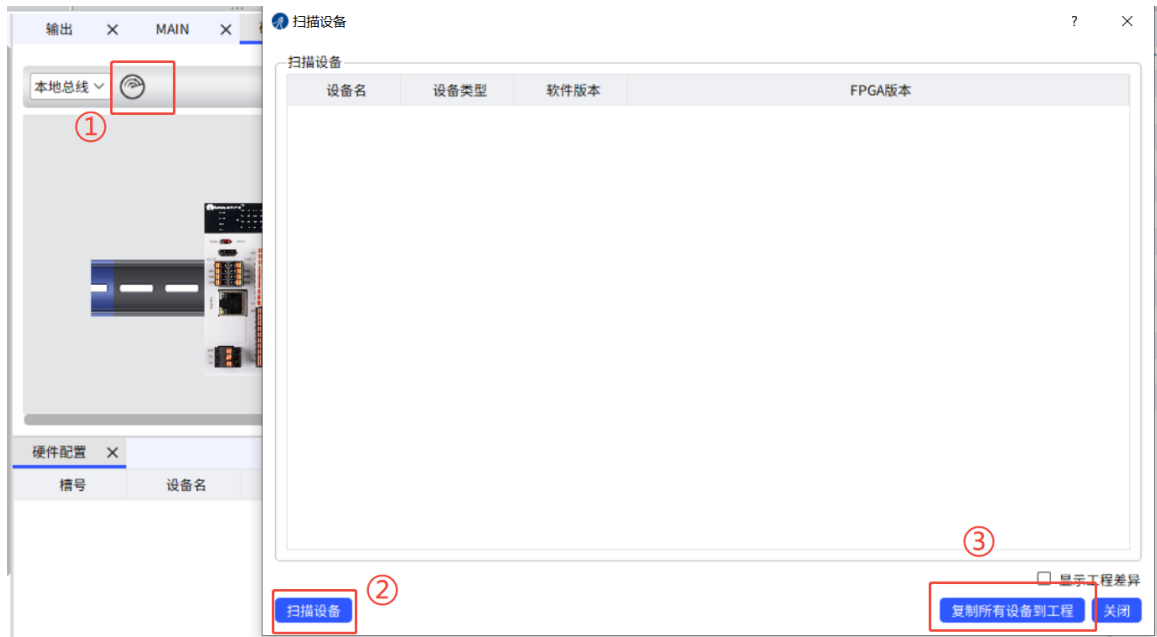 输出
MAIN
本地总线
①
扫描设备
?
扫描设备
设备名 设备类型 软件版本 FPGA版本
硬件配置
槽号 设备名
③
显示工程差异
②
扫描设备
复制所有设备到工程
关闭